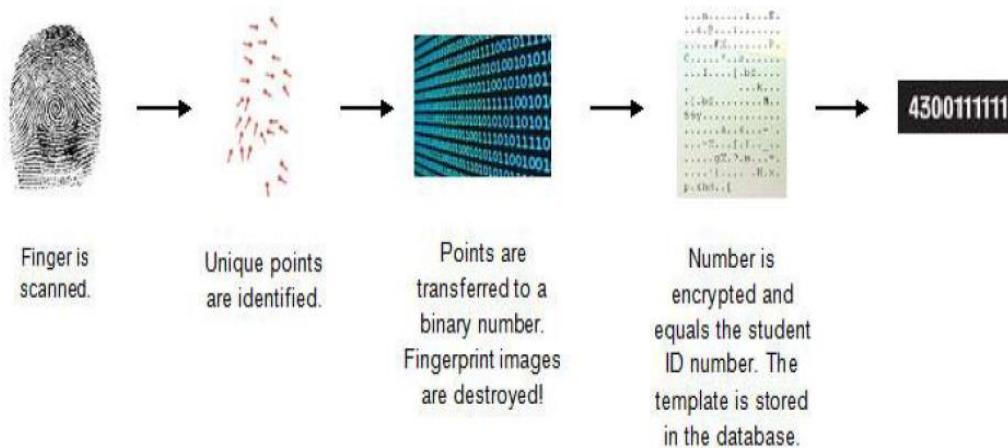 430011111
Finger is
scanned.
Unique points
are identified.
Points are
transferred to a
binary number.
Fingerprint images
are destroyed!
Number is
encrypted and
equals the student
ID number. The
template is stored
in the database.